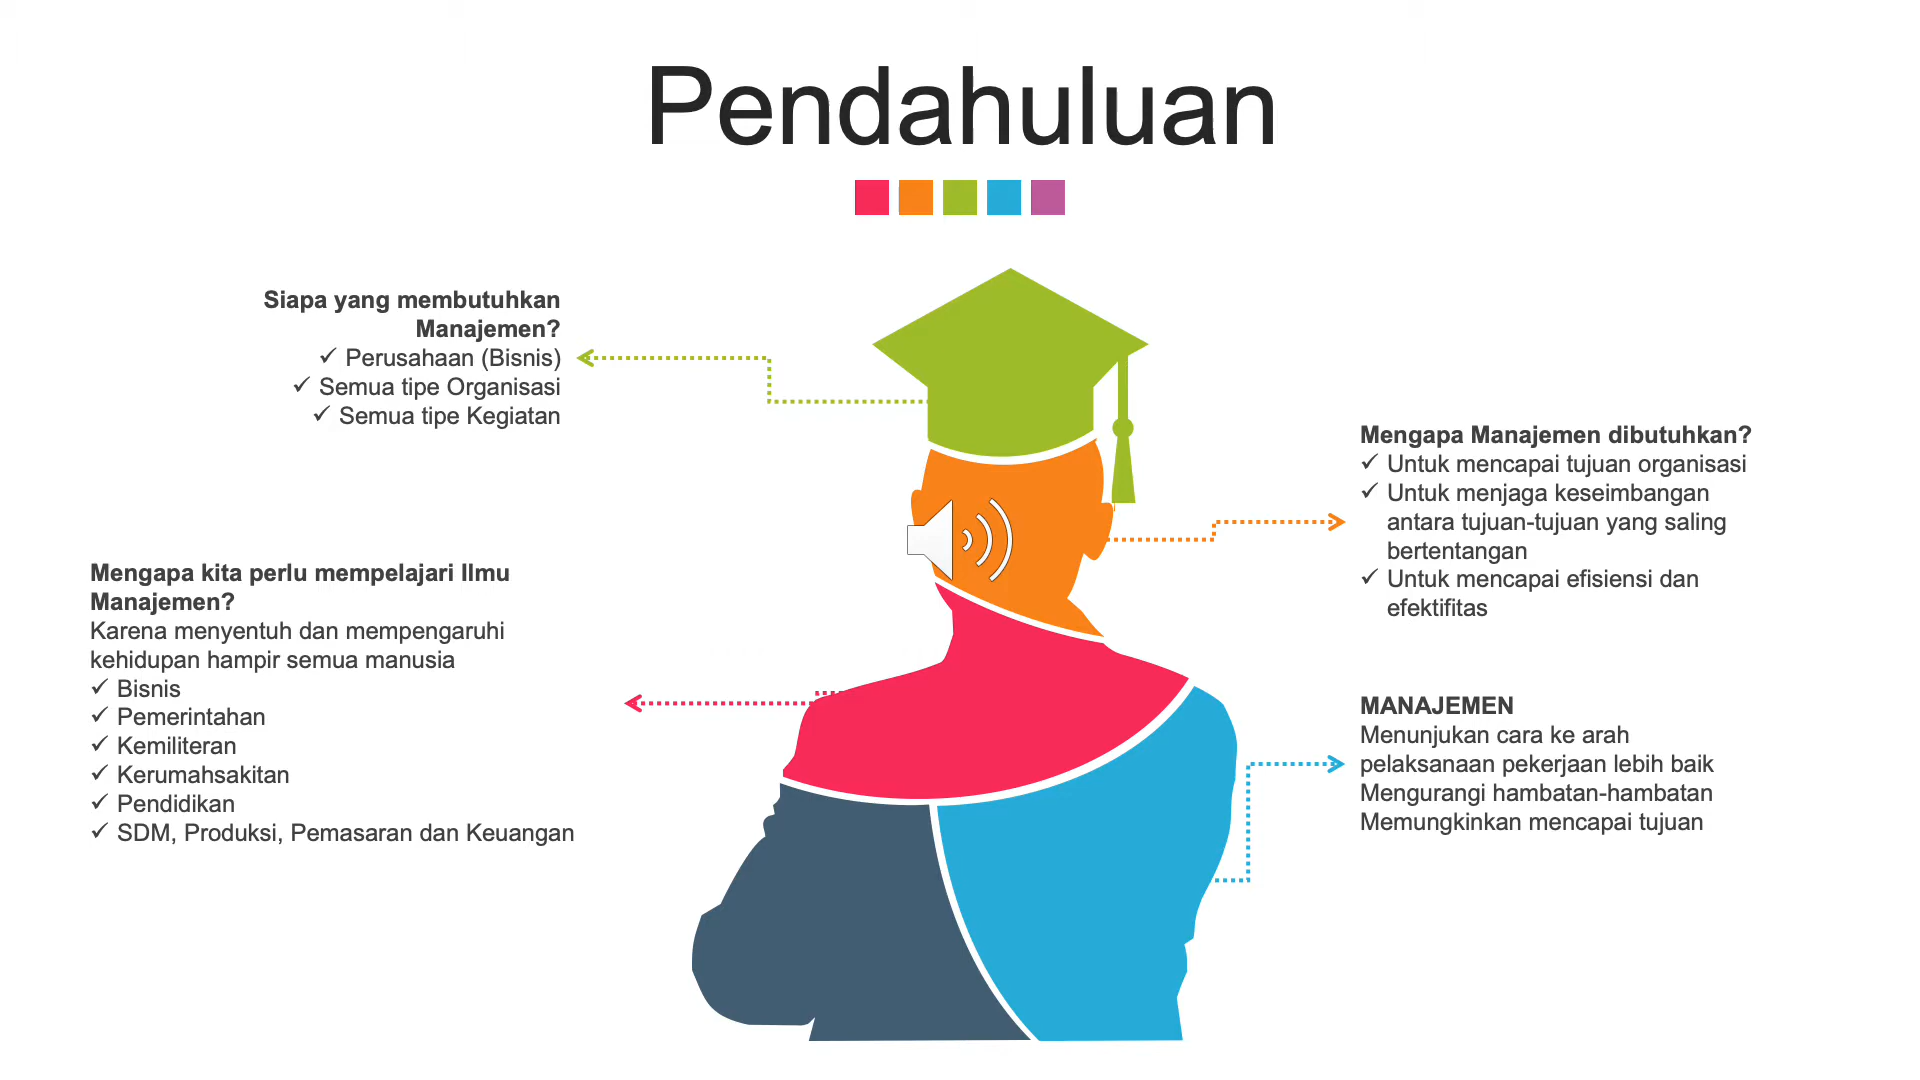 Pendahuluan
Siapa yang membutuhkan
Manajemen?
✓ Perusahaan (Bisnis)
✓ Semua tipe Organisasi
✓ Semua tipe Kegiatan
Mengapa kita perlu mempelajari Ilmu
Manajemen?
Karena menyentuh dan mempengaruhi
kehidupan hampir semua manusia
✓ Bisnis
✓ Pemerintahan
✓ Kemiliteran
✓ Kerumahsakitan
✓ Pendidikan
✓ SDM, Produksi, Pemasaran dan Keuangan
Mengapa Manajemen dibutuhkan?
✓ Untuk mencapai tujuan organisasi
✓ Untuk menjaga keseimbangan
antara tujuan-tujuan yang saling
bertentangan
✓ Untuk mencapai efisiensi dan
efektifitas
MANAJEMEN
Menunjukan cara ke arah
pelaksanaan pekerjaan lebih baik
Mengurangi hambatan-hambatan
Memungkinkan mencapai tujuan